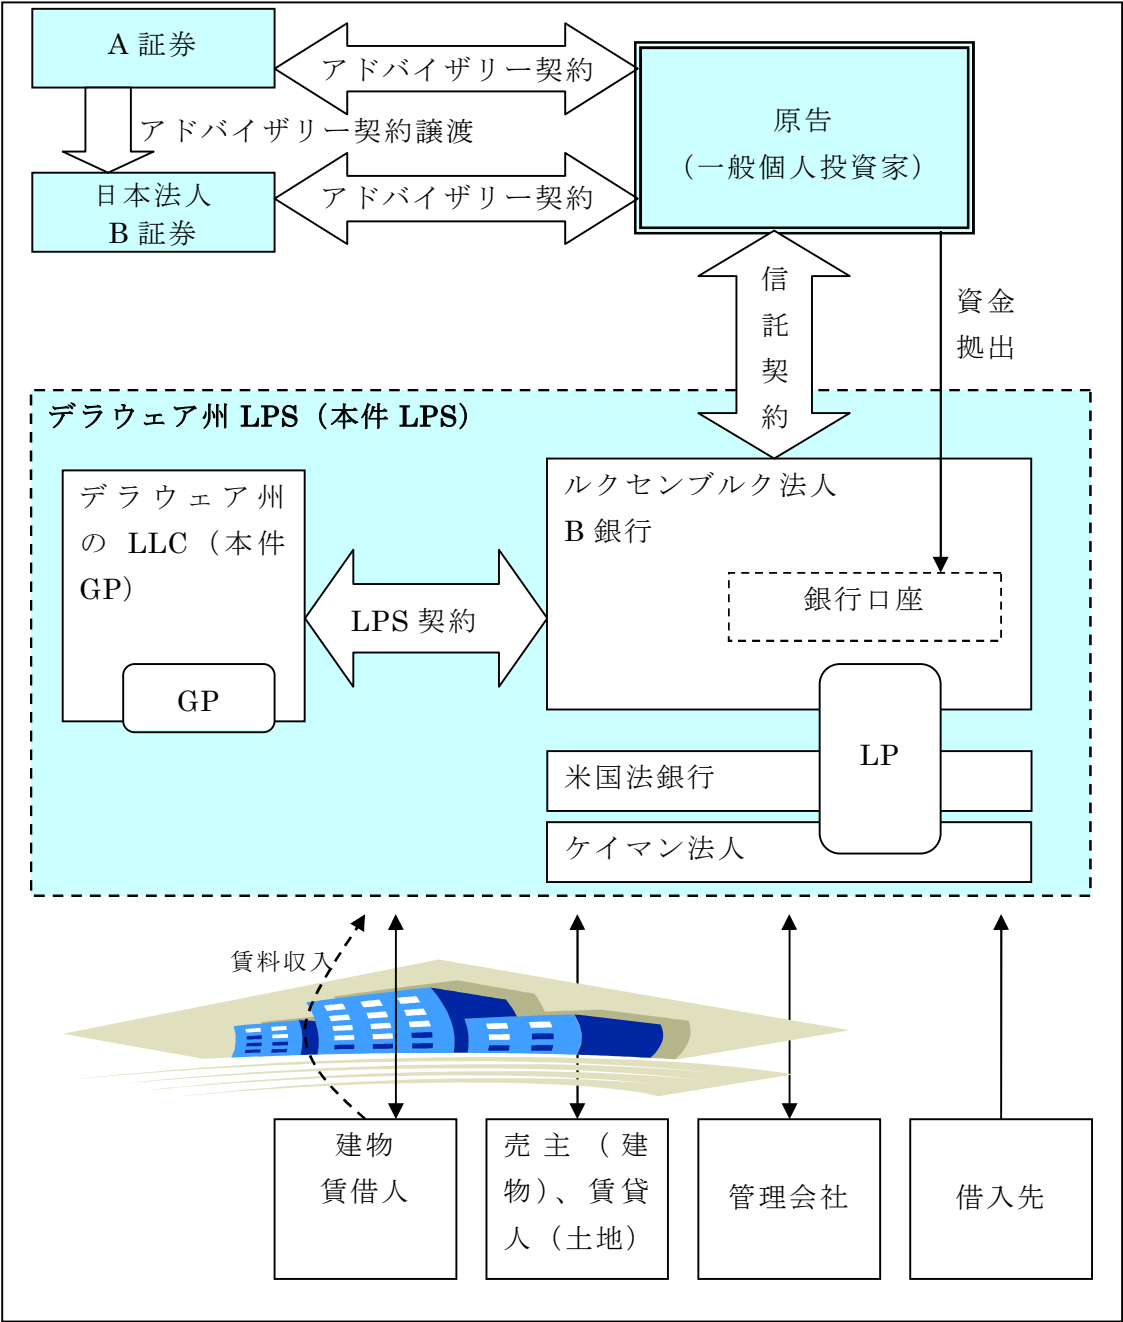 A 証券
アドバイザリー契約
アドバイザリー契約譲渡
原告
（一般個人投資家）
日本法人
B 証券
アドバイザリー契約
信
託
契
約
資金
拠出
デラウェア州 LPS（本件 LPS）
デラウェア州
の LLC（本件
GP）
GP
LPS 契約
ルクセンブルク法人
B 銀行
銀行口座
LP
米国法銀行
ケイマン法人
賃料収入
建物
賃借人
売主（建
物）、賃貸
人（土地）
管理会社
借入先